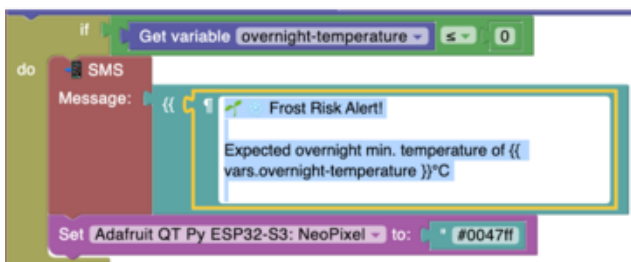 if Get variable overnight-temperature ≤ 0
do SMS
Message: {{ ¶ Frost Risk Alert!
Expected overnight min. temperature of {{
vars.overnight-temperature }}°C
Set Adafruit QT Py ESP32-S3: NeoPixel to: " #0047ff